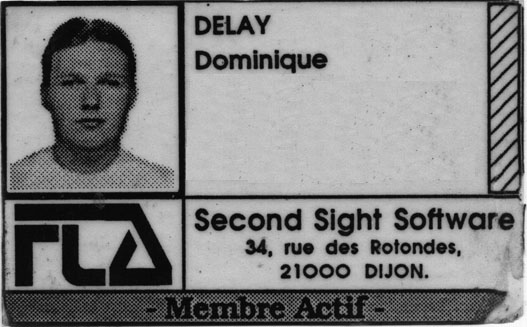 DELAY
Dominique
FLA
Second Sight Software
34, rue des Rotondes,
21000 DIJON.
- Membre Actif -